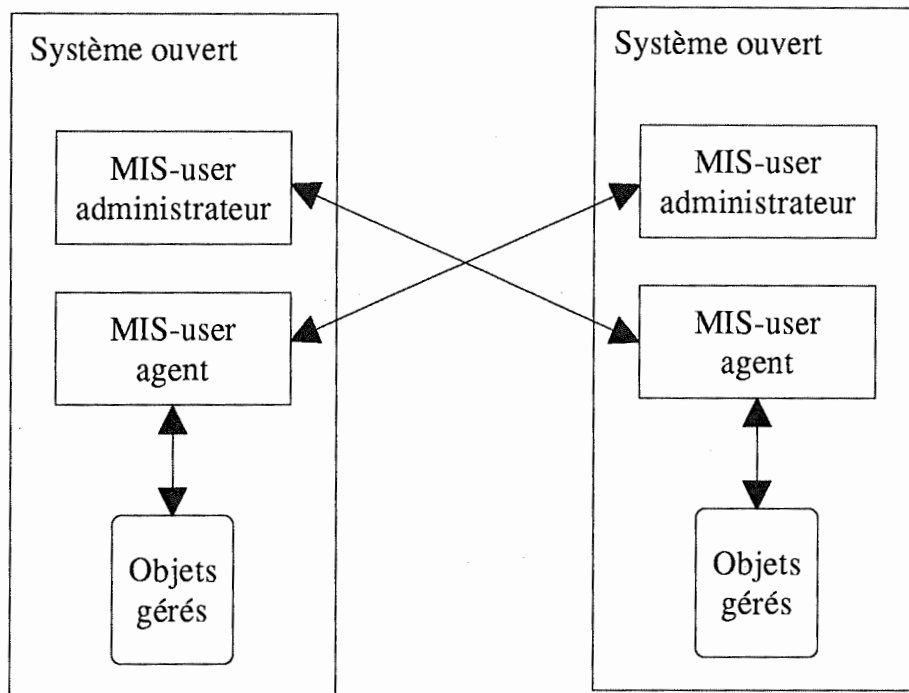 Système ouvert
MIS-user
administrateur
MIS-user
agent
Objets
gérés
Système ouvert
MIS-user
administrateur
MIS-user
agent
Objets
gérés